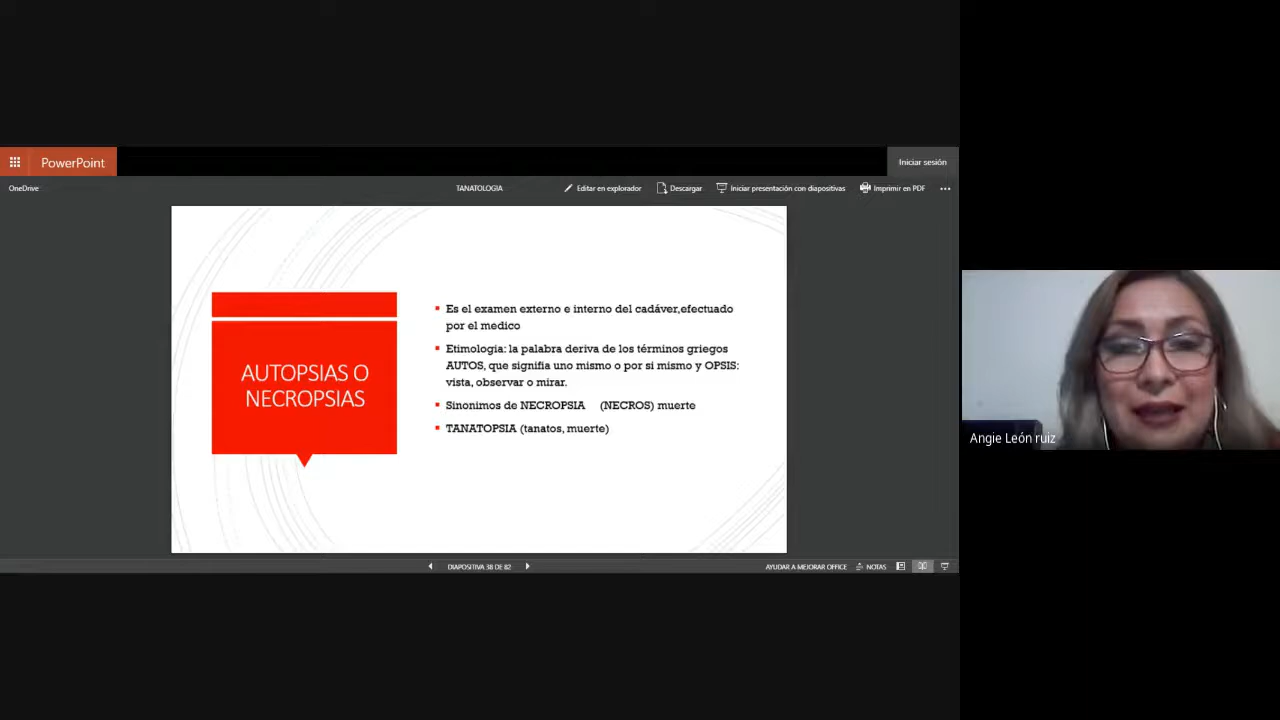 PowerPoint
Iniciar sesión
OneDrive
TANATOLOGIA
Editar en explorador
Descargar
Iniciar presentación con diapositivas
Imprimir en PDF
AUTOPSIAS O
NECROPSIAS
Es el examen externo e interno del cadáver,efectuado
por el medico
Etimologia: la palabra deriva de los términos griegos
AUTOS, que signifia uno mismo o por si mismo y OPSIS:
vista, observar o mirar.
Sinonimos de NECROPSIA (NECROS) muerte
TANATOPSIA (tanatos, muerte)
Angie León ruiz
DIAPOSITIVA 38 DE 82
AYUDAR A MEJORAR OFFICE
NOTAS